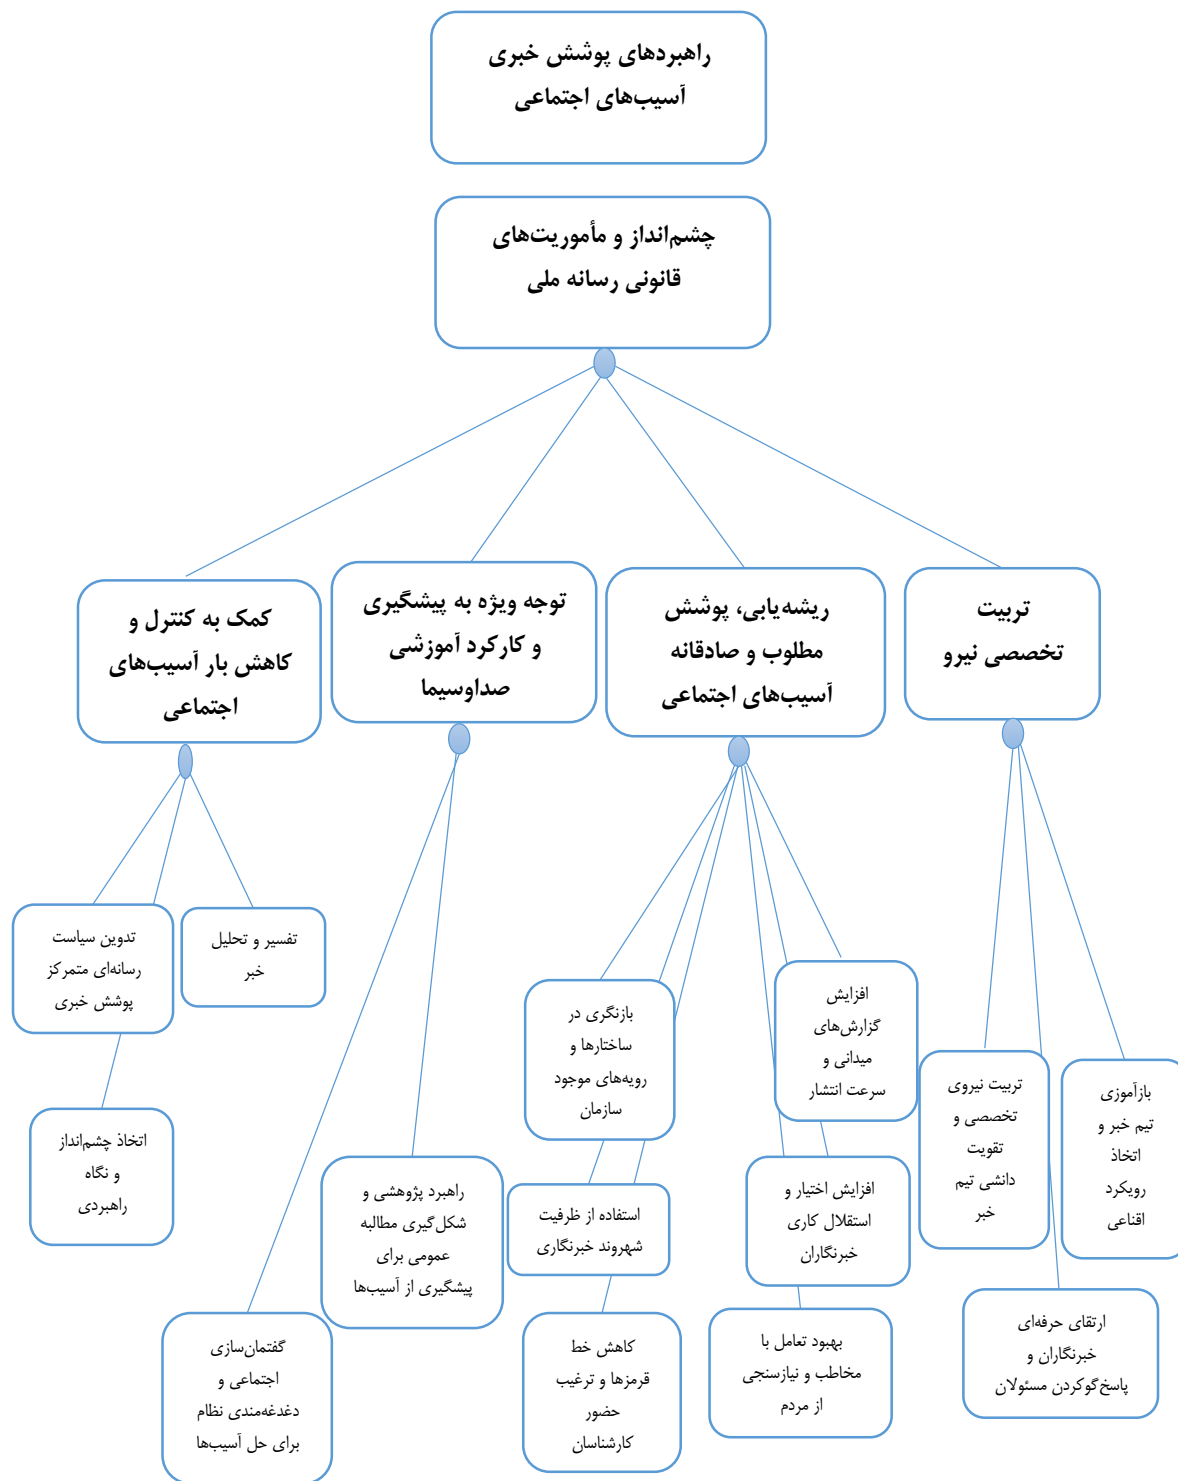 راهبردهای پوشش خبری
آسیب‌های اجتماعی
چشم‌انداز و مأموریت‌های
قانونی رسانه ملی
تربیت
تخصصی نیرو
ریشه‌یابی، پوشش
مطلوب و صادقانه
آسیب‌های اجتماعی
توجه ویژه به پیشگیری
و کارکرد آموزشی
صداوسیما
کمک به کنترل و
کاهش بار آسیب‌های
اجتماعی
بازآموزی
تیم خبر و
اتخاذ
رویکرد
اقناعی
تربیت نیروی
تخصصی و
تقویت
دانشی تیم
خبر
ارتقای حرفه‌ای
خبرنگاران و
پاسخ‌گوکردن مسئولان
افزایش
گزارش‌های
میدانی و
سرعت انتشار
بازنگری در
ساختارها و
رویه‌های موجود
سازمان
افزایش اختیار و
استقلال کاری
خبرنگاران
استفاده از ظرفیت
شهروند خبرنگاری
بهبود تعامل با
مخاطب و نیازسنجی
از مردم
کاهش خط
قرمزها و ترغیب
حضور
کارشناسان
راهبرد پژوهشی و
شکل‌گیری مطالبه
عمومی برای
پیشگیری از آسیب‌ها
گفتمان‌سازی
اجتماعی و
دغدغه‌مندی نظام
برای حل آسیب‌ها
تفسیر و تحلیل
خبر
تدوین سیاست
رسانه‌ای متمرکز
پوشش خبری
اتخاذ چشم‌انداز
و نگاه
راهبردی